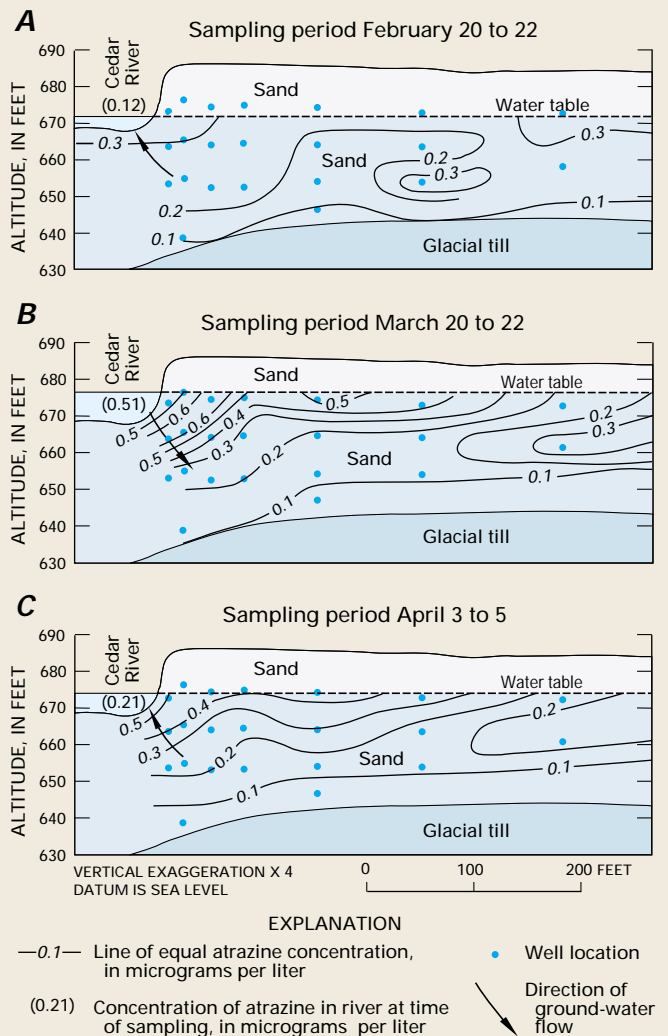 A
Sampling period February 20 to 22
690
680
670
660
650
640
630
ALTITUDE, IN FEET
Cedar
River
(0.12)
Sand
Water table
0.3
Sand
0.2
0.3
0.3
0.2
0.1
0.1
Glacial till
B
Sampling period March 20 to 22
690
680
670
660
650
640
630
ALTITUDE, IN FEET
Cedar
River
(0.51)
Sand
Water table
0.5
0.6
0.6
0.4
0.5
0.3
0.5
0.2
0.2
0.3
Sand
0.1
0.1
Glacial till
C
Sampling period April 3 to 5
690
680
670
660
650
640
630
ALTITUDE, IN FEET
Cedar
River
(0.21)
Sand
Water table
0.5
0.4
0.3
0.2
0.2
Sand
0.1
0.1
Glacial till
VERTICAL EXAGGERATION X 4
DATUM IS SEA LEVEL
0
200 FEET
EXPLANATION
0.1
Line of equal atrazine concentration,
in micrograms per liter
(0.21)
Concentration of atrazine in river at time
of sampling, in micrograms per liter
Well location
Direction of
ground-water
flow